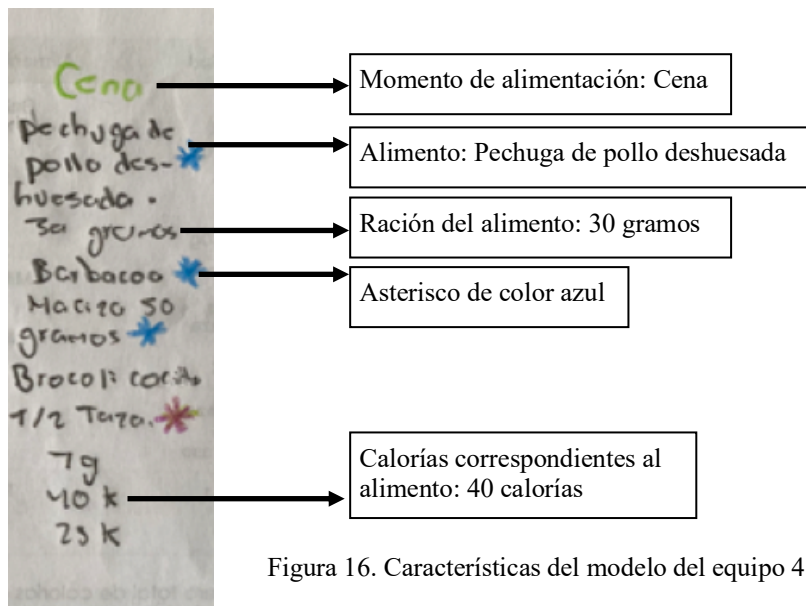 Cena
pechuga de
pollo des-
huesada.
30 gramos
Barbacoa
Maciza 50
gramos
Brocoli cocido
1/2 Taza.
7g
40 k
25 K
Momento de alimentación: Cena
Alimento: Pechuga de pollo deshuesada
Ración del alimento: 30 gramos
Asterisco de color azul
Calorías correspondientes al
alimento: 40 calorías
Figura 16. Características del modelo del equipo 4